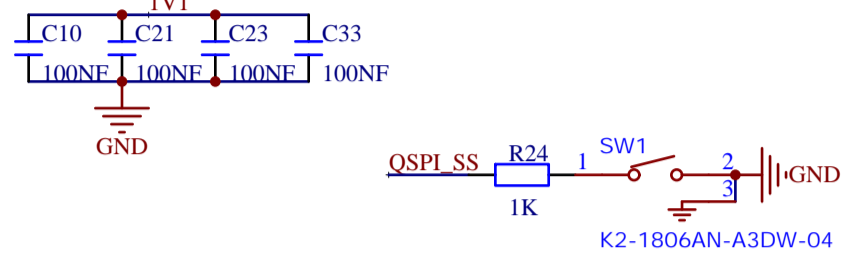 1V1
C10 C21 C23 C33
100NF 100NF 100NF 100NF
GND
QSPI_SS R24 1 SW1 2 GND
1K 3
K2-1806AN-A3DW-04